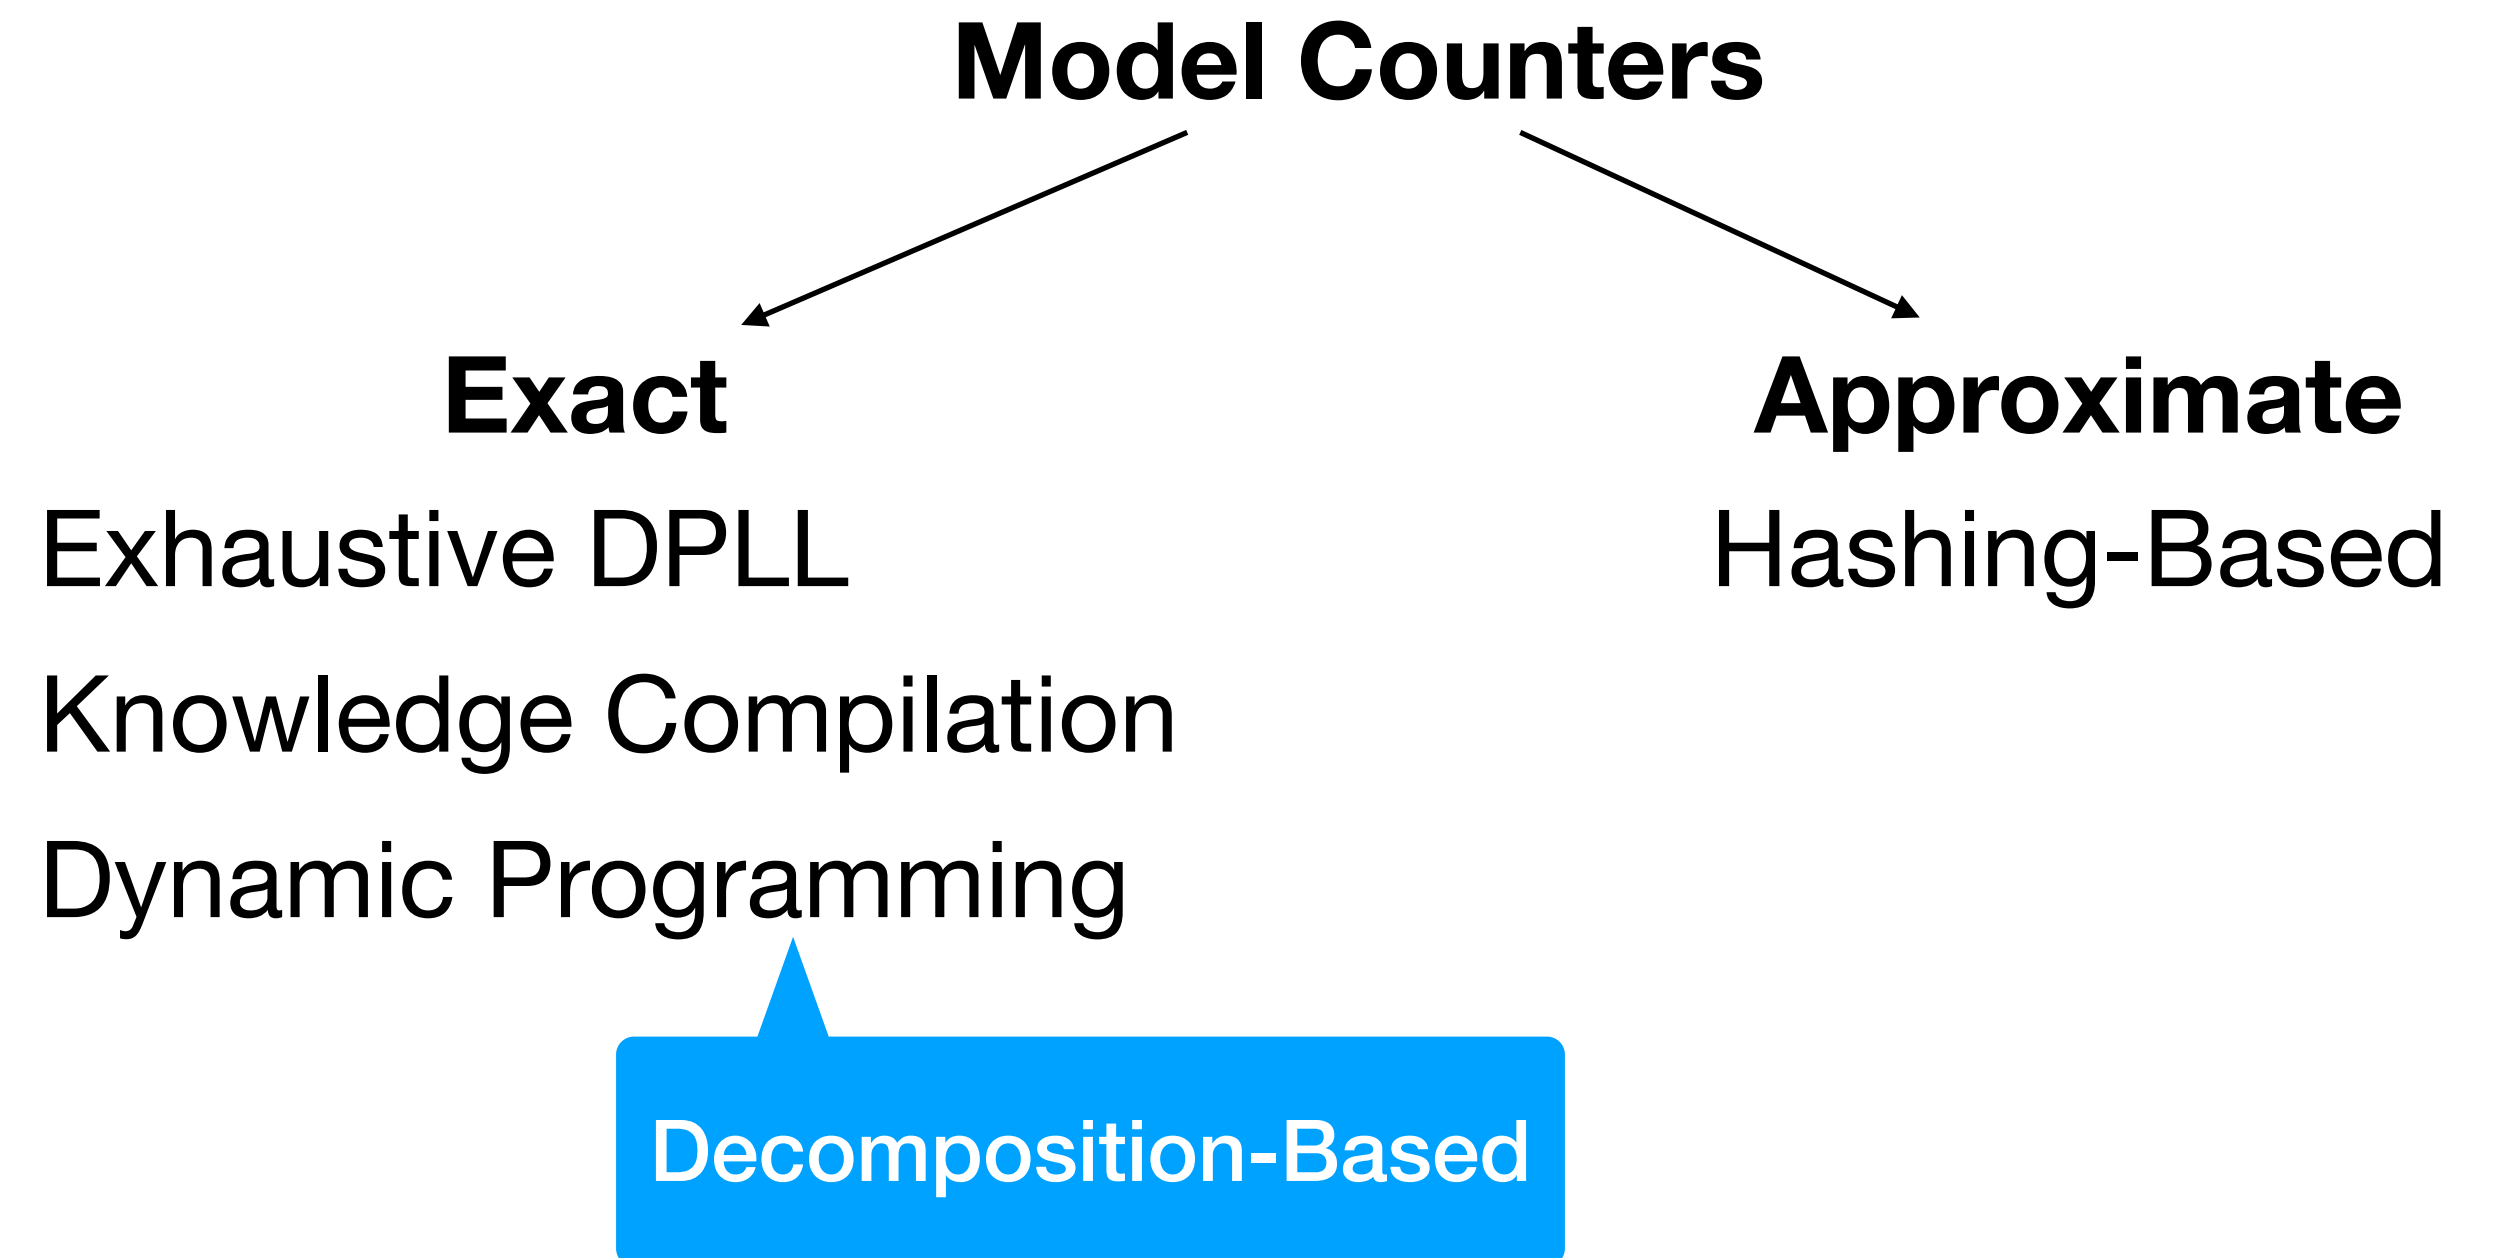 Model Counters
Exact
Approximate
Exhaustive DPLL
Hashing-Based
Knowledge Compilation
Dynamic Programming
Decomposition-Based